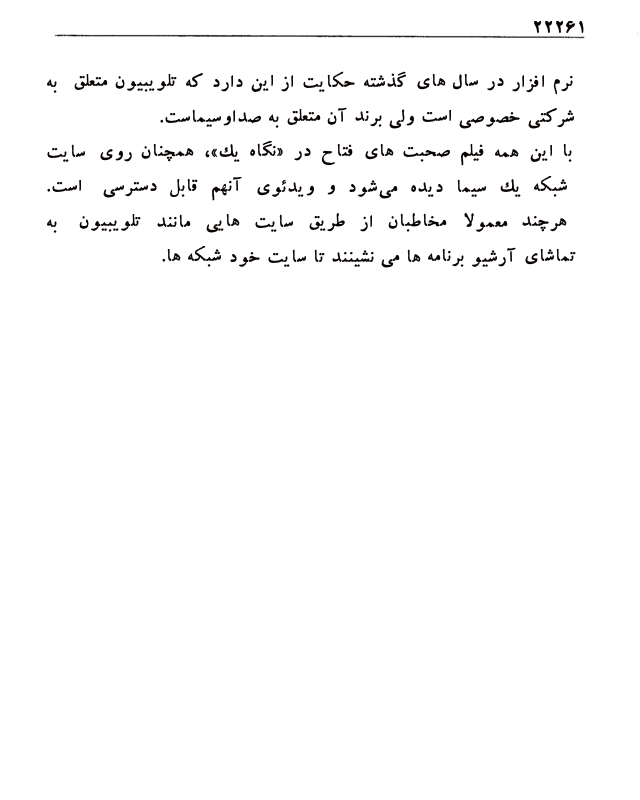 ۲۲۲۶۱
نرم افزار در سال های گذشته حکایت از این دارد که تلوبیون متعلق به
شرکتی خصوصی است ولی برند آن متعلق به صداوسیماست.
با این همه فیلم صحبت های فتاح در «نگاه یك»، همچنان روی سایت
شبکه یك سیما دیده می‌شود و ویدئوی آنهم قابل دسترسی است.
هرچند معمولا مخاطبان از طریق سایت هایی مانند تلوبیون به
تماشای آرشیو برنامه ها می نشینند تا سایت خود شبکه ها.